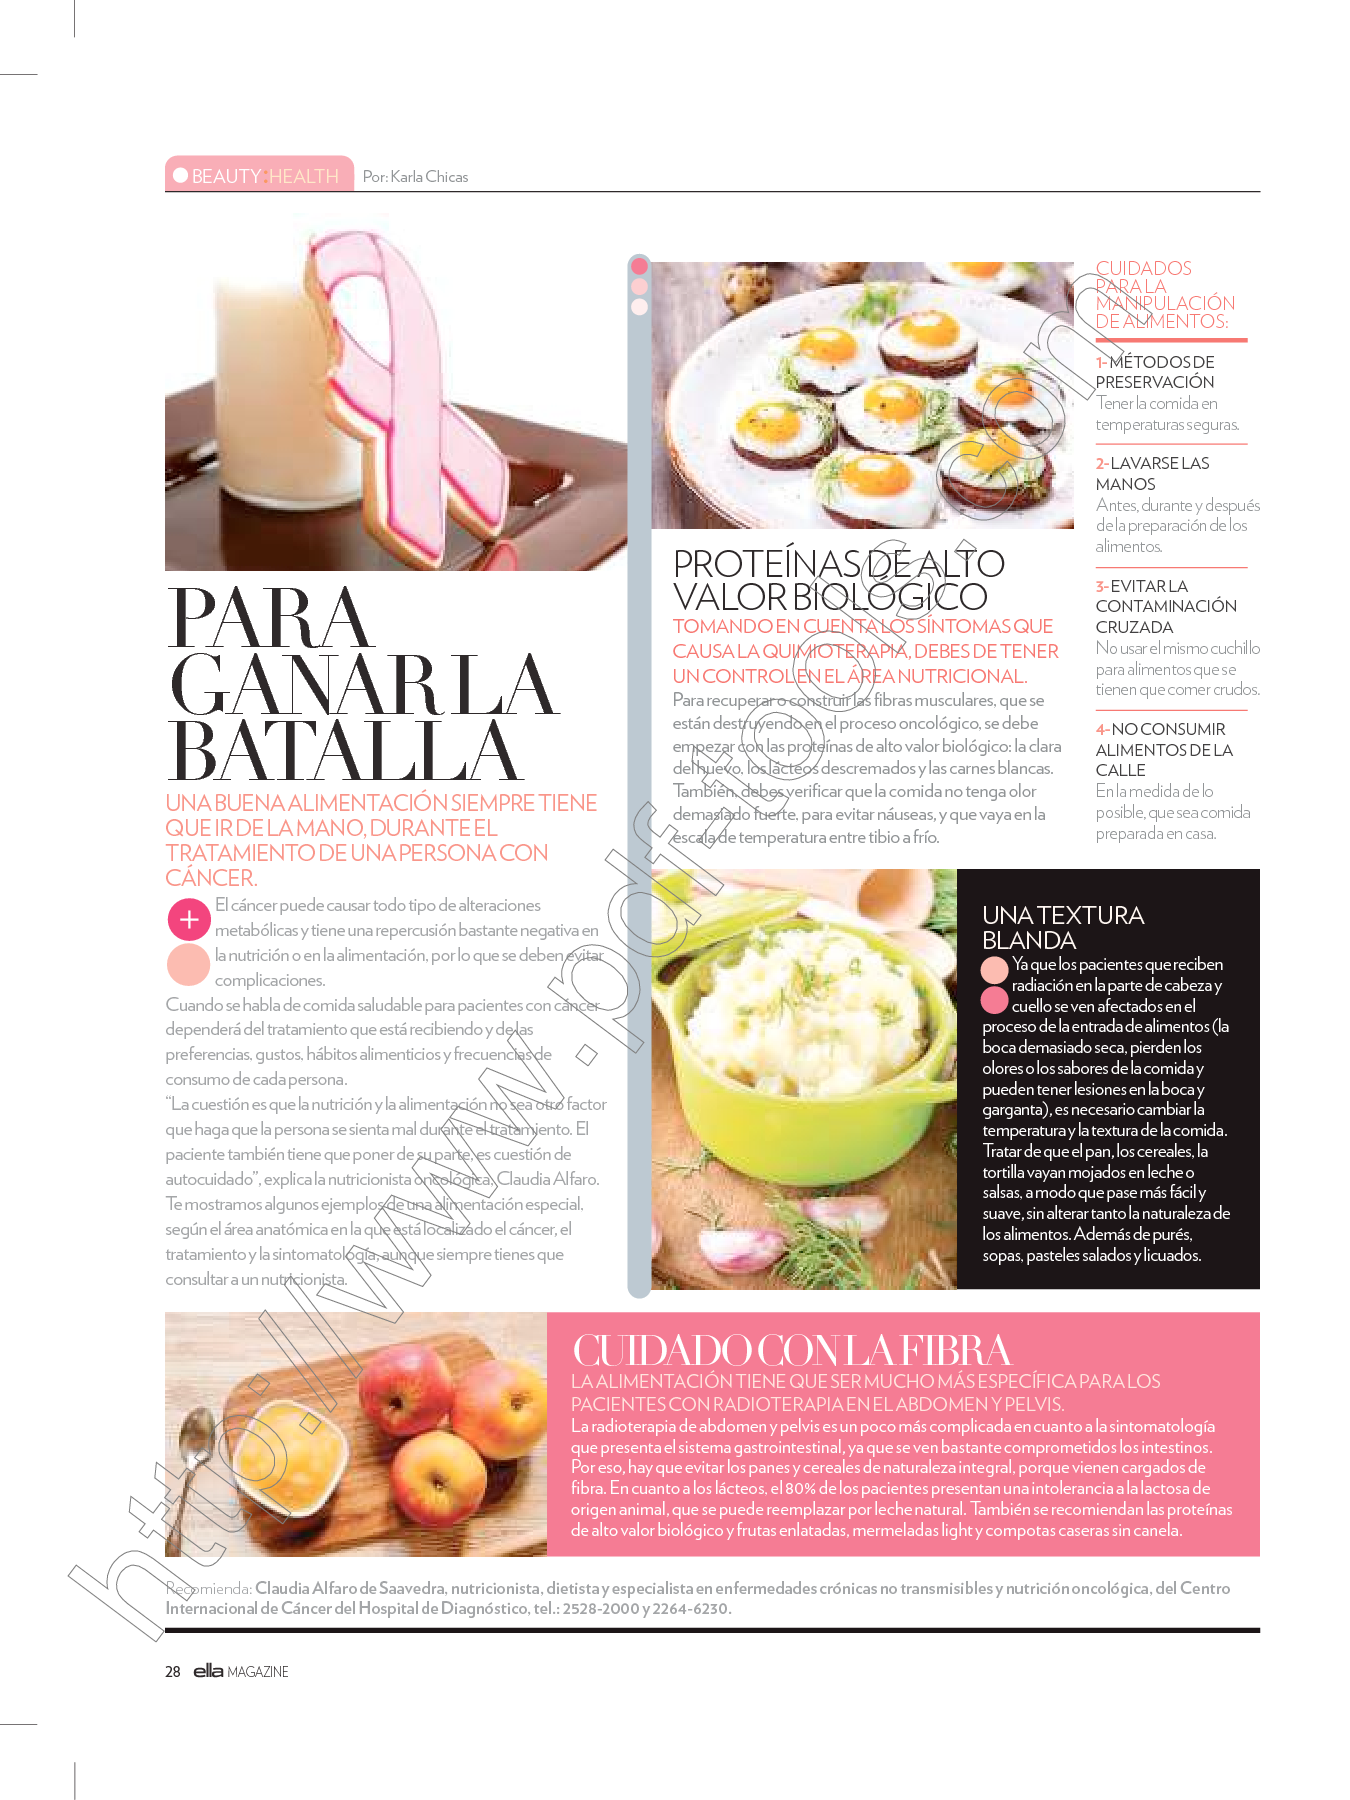 BEAUTY : HEALTH
Por: Karla Chicas
PARA
GANAR LA
BATALLA
UNA BUENA ALIMENTACIÓN SIEMPRE TIENE
QUE IR DE LA MANO, DURANTE EL
TRATAMIENTO DE UNA PERSONA CON
CÁNCER.
El cáncer puede causar todo tipo de alteraciones
metabólicas y tiene una repercusión bastante negativa en
la nutrición o en la alimentación, por lo que se deben evitar
complicaciones.
Cuando se habla de comida saludable para pacientes con cáncer
dependerá del tratamiento que está recibiendo y de las
preferencias, gustos, hábitos alimenticios y frecuencias de
consumo de cada persona.
“La cuestión es que la nutrición y la alimentación no sea otro factor
que haga que la persona se sienta mal durante el tratamiento. El
paciente también tiene que poner de su parte, es cuestión de
autocuidado”, explica la nutricionista oncológica, Claudia Alfaro.
Te mostramos algunos ejemplos de una alimentación especial,
según el área anatómica en la que está localizado el cáncer, el
tratamiento y la sintomatología, aunque siempre tienes que
consultar a un nutricionista.
PROTEÍNAS DE ALTO
VALOR BIOLÓGICO
TOMANDO EN CUENTA LOS SÍNTOMAS QUE
CAUSA LA QUIMIOTERAPIA, DEBES DE TENER
UN CONTROL EN EL ÁREA NUTRICIONAL.
Para recuperar o construir las fibras musculares, que se
están destruyendo en el proceso oncológico, se debe
empezar con las proteínas de alto valor biológico: la clara
del huevo, los lácteos descremados y las carnes blancas.
También, debes verificar que la comida no tenga olor
demasiado fuerte, para evitar náuseas, y que vaya en la
escala de temperatura entre tibio a frío.
CUIDADOS
PARA LA
MANIPULACIÓN
DE ALIMENTOS:
1- MÉTODOS DE
PRESERVACIÓN
Tener la comida en
temperaturas seguras.
2- LAVARSE LAS
MANOS
Antes, durante y después
de la preparación de los
alimentos.
3- EVITAR LA
CONTAMINACIÓN
CRUZADA
No usar el mismo cuchillo
para alimentos que se
tienen que comer crudos.
4- NO CONSUMIR
ALIMENTOS DE LA
CALLE
En la medida de lo
posible, que sea comida
preparada en casa.
UNA TEXTURA
BLANDA
Ya que los pacientes que reciben
radiación en la parte de cabeza y
cuello se ven afectados en el
proceso de la entrada de alimentos (la
boca demasiado seca, pierden los
olores o los sabores de la comida y
pueden tener lesiones en la boca y
garganta), es necesario cambiar la
temperatura y la textura de la comida.
Tratar de que el pan, los cereales, la
tortilla vayan mojados en leche o
salsas, a modo que pase más fácil y
suave, sin alterar tanto la naturaleza de
los alimentos. Además de purés,
sopas, pasteles salados y licuados.
CUIDADO CON LA FIBRA
LA ALIMENTACIÓN TIENE QUE SER MUCHO MÁS ESPECÍFICA PARA LOS
PACIENTES CON RADIOTERAPIA EN EL ABDOMEN Y PELVIS.
La radioterapia de abdomen y pelvis es un poco más complicada en cuanto a la sintomatología
que presenta el sistema gastrointestinal, ya que se ven bastante comprometidos los intestinos.
Por eso, hay que evitar los panes y cereales de naturaleza integral, porque vienen cargados de
fibra. En cuanto a los lácteos, el 80% de los pacientes presentan una intolerancia a la lactosa de
origen animal, que se puede reemplazar por leche natural. También se recomiendan las proteínas
de alto valor biológico y frutas enlatadas, mermeladas light y compotas caseras sin canela.
Recomienda: Claudia Alfaro de Saavedra, nutricionista, dietista y especialista en enfermedades crónicas no transmisibles y nutrición oncológica, del Centro
Internacional de Cáncer del Hospital de Diagnóstico, tel.: 2528-2000 y 2264-6230.
28 ella MAGAZINE
http://www.pdf-tools.com